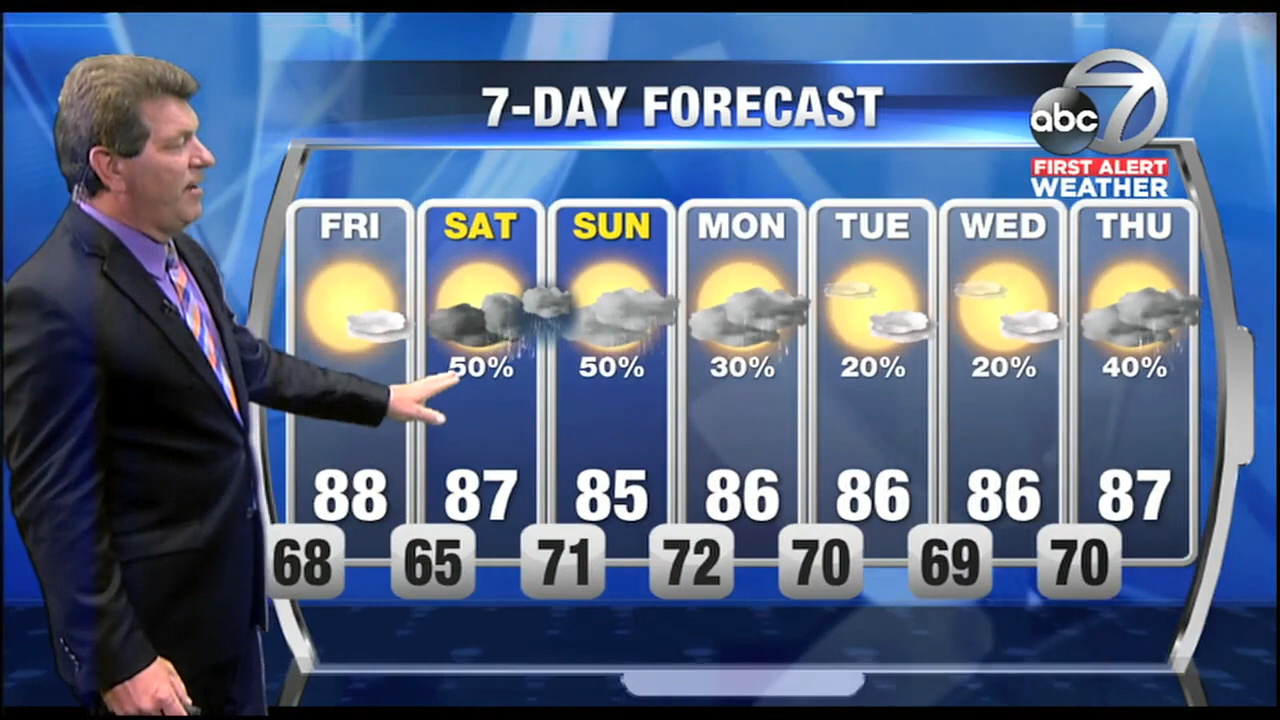 7-DAY FORECAST
abc 7
FIRST ALERT
WEATHER
FRI SAT SUN MON TUE WED THU
50% 50% 30% 20% 20% 40%
88 87 85 86 86 86 87
68 65 71 72 70 69 70